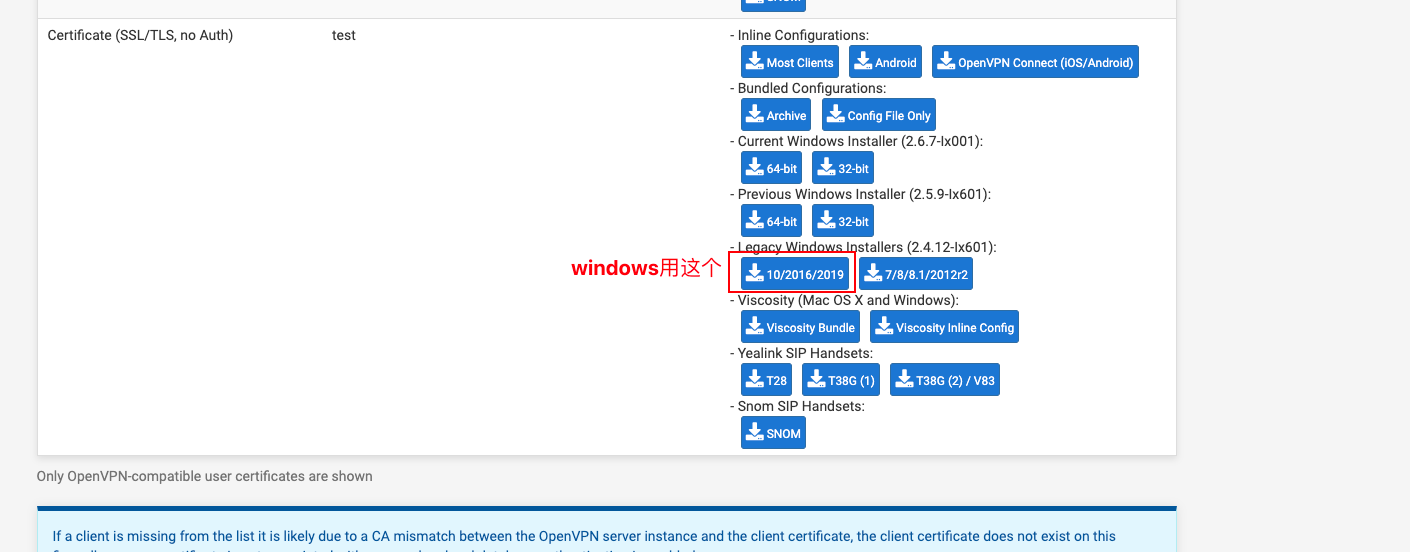 Certificate (SSL/TLS, no Auth) test - Inline Configurations:
Most Clients Android OpenVPN Connect (iOS/Android)
- Bundled Configurations:
Archive Config File Only
- Current Windows Installer (2.6.7-Ix001):
64-bit 32-bit
- Previous Windows Installer (2.5.9-Ix601):
64-bit 32-bit
- Legacy Windows Installers (2.4.12-Ix601):
windows用这个 10/2016/2019 7/8/8.1/2012r2
- Viscosity (Mac OS X and Windows):
Viscosity Bundle Viscosity Inline Config
- Yealink SIP Handsets:
T28 T38G (1) T38G (2) / V83
- Snom SIP Handsets:
SNOM
Only OpenVPN-compatible user certificates are shown
If a client is missing from the list it is likely due to a CA mismatch between the OpenVPN server instance and the client certificate, the client certificate does not exist on this